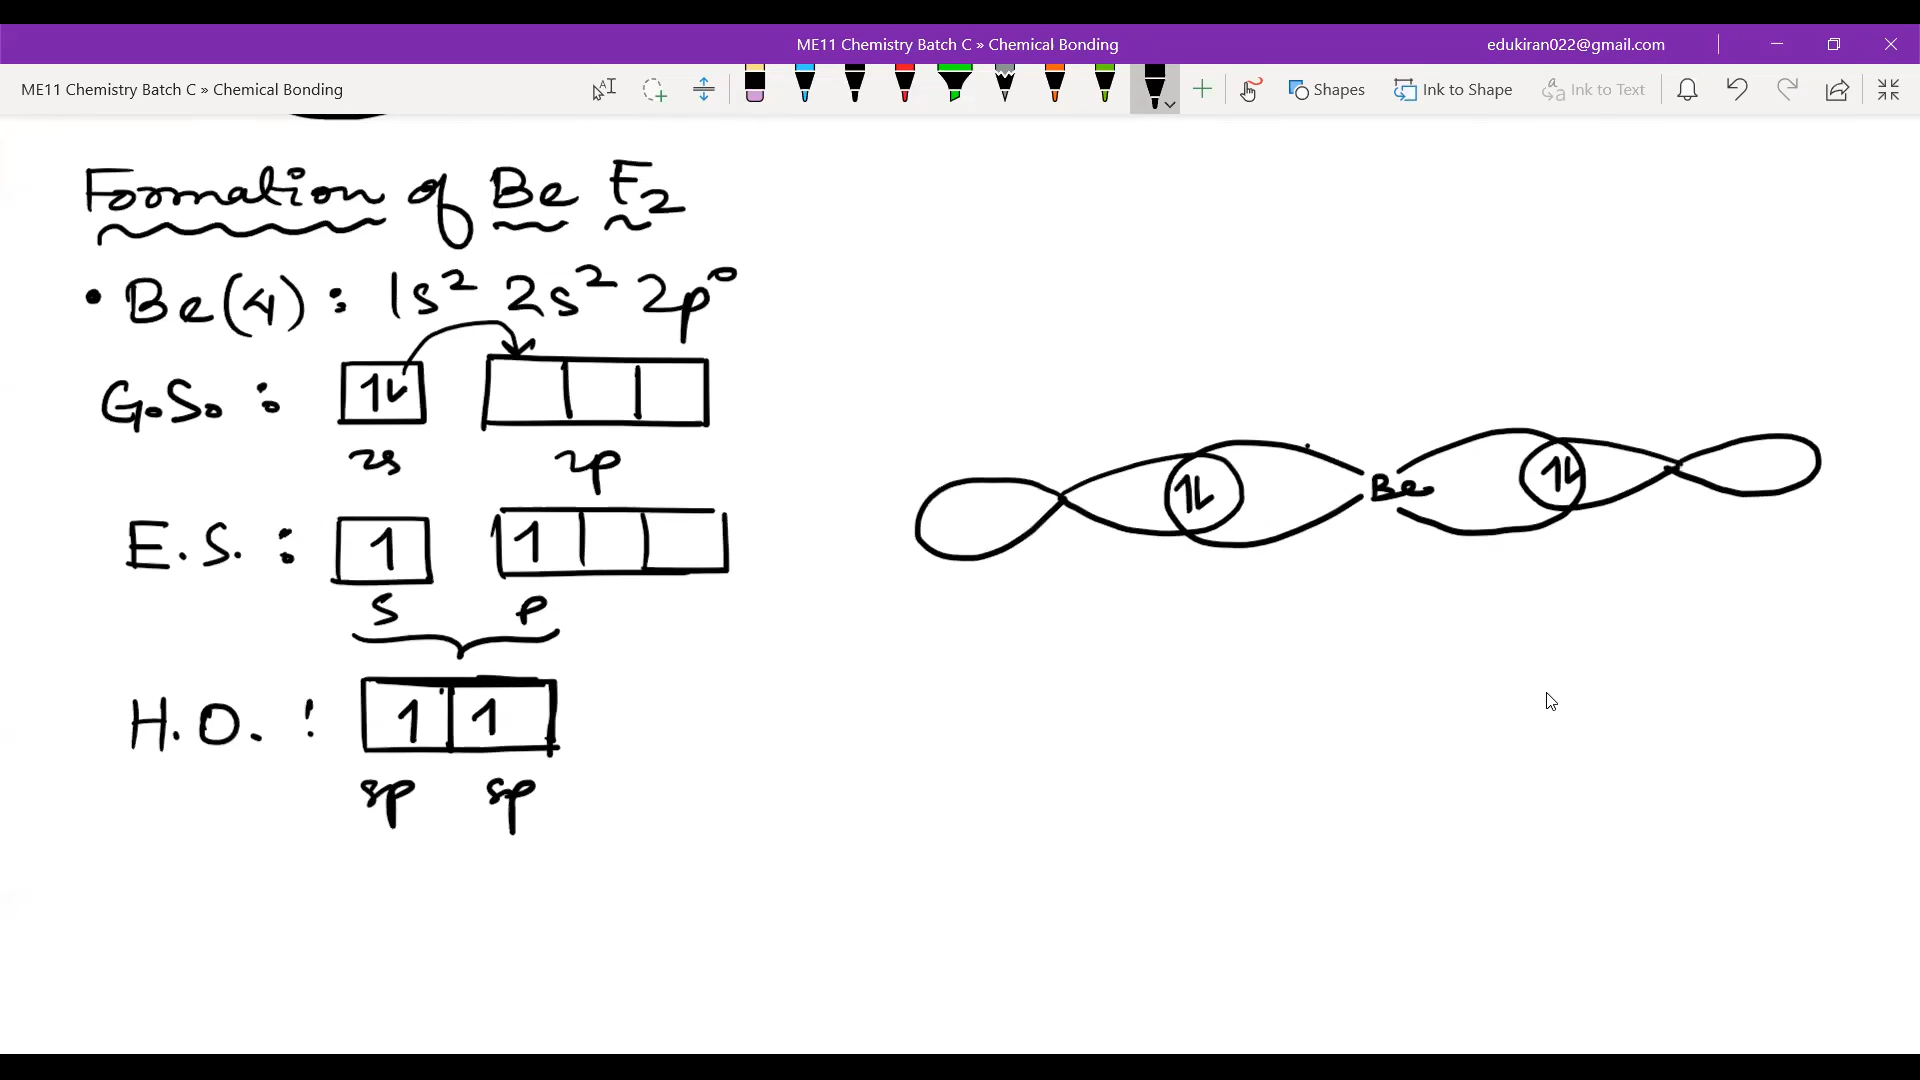 ME11 Chemistry Batch C » Chemical Bonding
edukiran022@gmail.com
ME11 Chemistry Batch C » Chemical Bonding
Shapes
Ink to Shape
Ink to Text
Formation of Be F₂
• Be(4) : 1s² 2s² 2p⁰
G.S. : 1⇂
2s 2p
E.S. : 1 1
s p
H.O. : 1 1
sp sp
1⇂ Be 1⇂